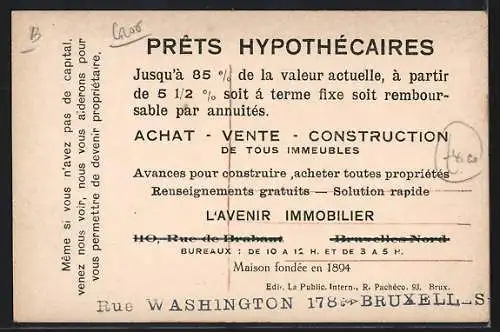 PRÊTS HYPOTHÉCAIRES
Jusqu'à 85 % de la valeur actuelle, à partir
de 5 1/2 % soit á terme fixe soit rembour-
sable par annuités.
ACHAT - VENTE - CONSTRUCTION
DE TOUS IMMEUBLES
Avances pour construire, acheter toutes propriétés
Renseignements gratuits — Solution rapide
L'AVENIR IMMOBILIER
110, Rue de Brabant Bruxelles-Nord
BUREAUX : DE 10 A 12 H. ET DE 3 A 5 H.
Maison fondée en 1894
Edit. La Public. Intern., R. Pachéco, 93, Brux.
Rue WASHINGTON 178 BRUXELL S
Même si vous n'avez pas de capital,
venez nous voir, nous vous aiderons pour
vous permettre de devenir propriétaire.
B